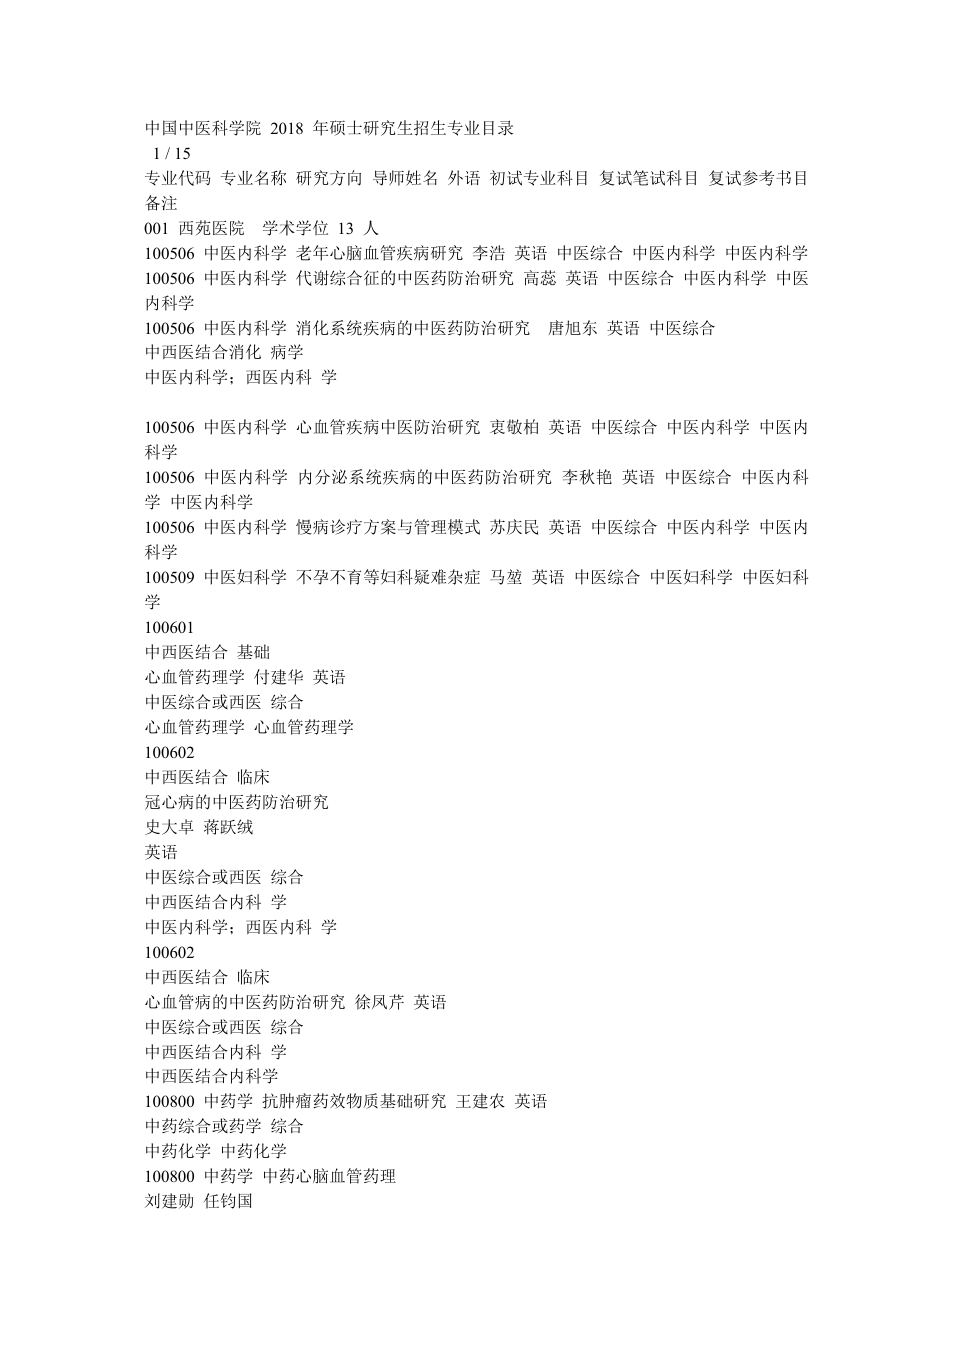 中国中医科学院 2018 年硕士研究生招生专业目录
1 / 15
专业代码 专业名称 研究方向 导师姓名 外语 初试专业科目 复试笔试科目 复试参考书目
备注
001 西苑医院 学术学位 13 人
100506 中医内科学 老年心脑血管疾病研究 李浩 英语 中医综合 中医内科学 中医内科学
100506 中医内科学 代谢综合征的中医药防治研究 高蕊 英语 中医综合 中医内科学 中医
内科学
100506 中医内科学 消化系统疾病的中医药防治研究 唐旭东 英语 中医综合
中西医结合消化 病学
中医内科学；西医内科 学
100506 中医内科学 心血管疾病中医防治研究 衷敬柏 英语 中医综合 中医内科学 中医内
科学
100506 中医内科学 内分泌系统疾病的中医药防治研究 李秋艳 英语 中医综合 中医内科
学 中医内科学
100506 中医内科学 慢病诊疗方案与管理模式 苏庆民 英语 中医综合 中医内科学 中医内
科学
100509 中医妇科学 不孕不育等妇科疑难杂症 马堃 英语 中医综合 中医妇科学 中医妇科
学
100601
中西医结合 基础
心血管药理学 付建华 英语
中医综合或西医 综合
心血管药理学 心血管药理学
100602
中西医结合 临床
冠心病的中医药防治研究
史大卓 蒋跃绒
英语
中医综合或西医 综合
中西医结合内科 学
中医内科学；西医内科 学
100602
中西医结合 临床
心血管病的中医药防治研究 徐凤芹 英语
中医综合或西医 综合
中西医结合内科 学
中西医结合内科学
100800 中药学 抗肿瘤药效物质基础研究 王建农 英语
中药综合或药学 综合
中药化学 中药化学
100800 中药学 中药心脑血管药理
刘建勋 任钧国